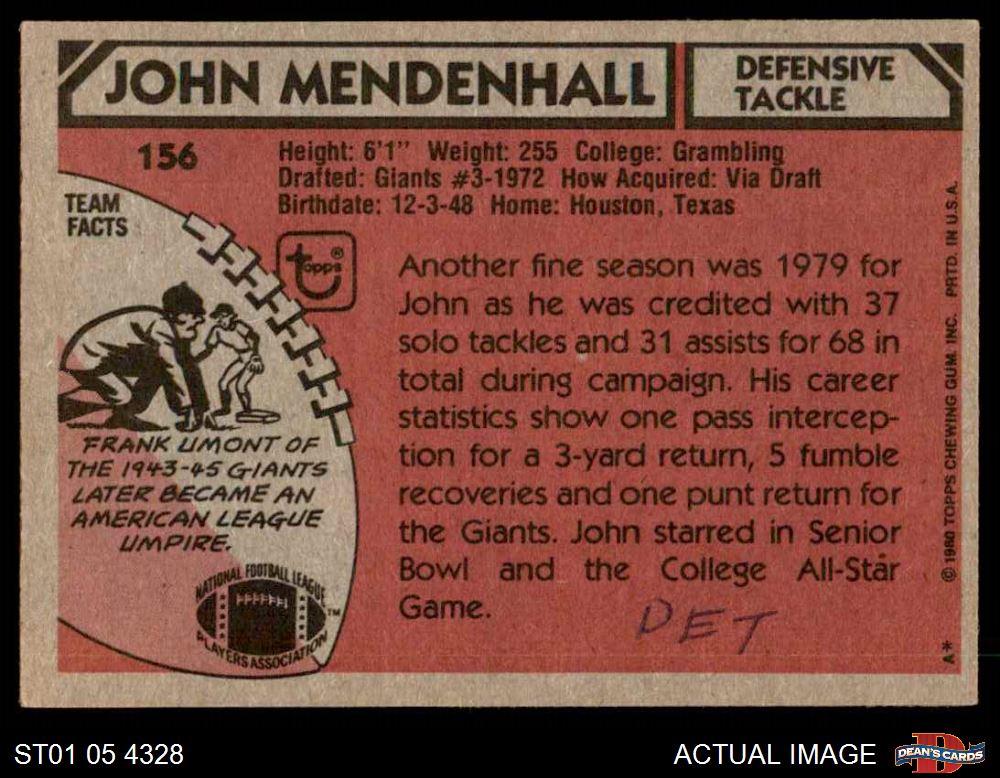 JOHN MENDENHALL
DEFENSIVE
TACKLE
156
Height: 6'1" Weight: 255 College: Grambling
Drafted: Giants #3-1972 How Acquired: Via Draft
Birthdate: 12-3-48 Home: Houston, Texas
TEAM
FACTS
topps®
Another fine season was 1979 for
John as he was credited with 37
solo tackles and 31 assists for 68 in
total during campaign. His career
statistics show one pass intercep-
tion for a 3-yard return, 5 fumble
recoveries and one punt return for
the Giants. John starred in Senior
Bowl and the College All-Star
Game.
FRANK UMONT OF
THE 1943-45 GIANTS
LATER BECAME AN
AMERICAN LEAGUE
UMPIRE.
NATIONAL FOOTBALL LEAGUE
PLAYERS ASSOCIATION
TM
DET
© 1980 TOPPS CHEWING GUM, INC. PRTD. IN U.S.A.
A*
ST01 05 4328
ACTUAL IMAGE
D
DEAN'S CARDS